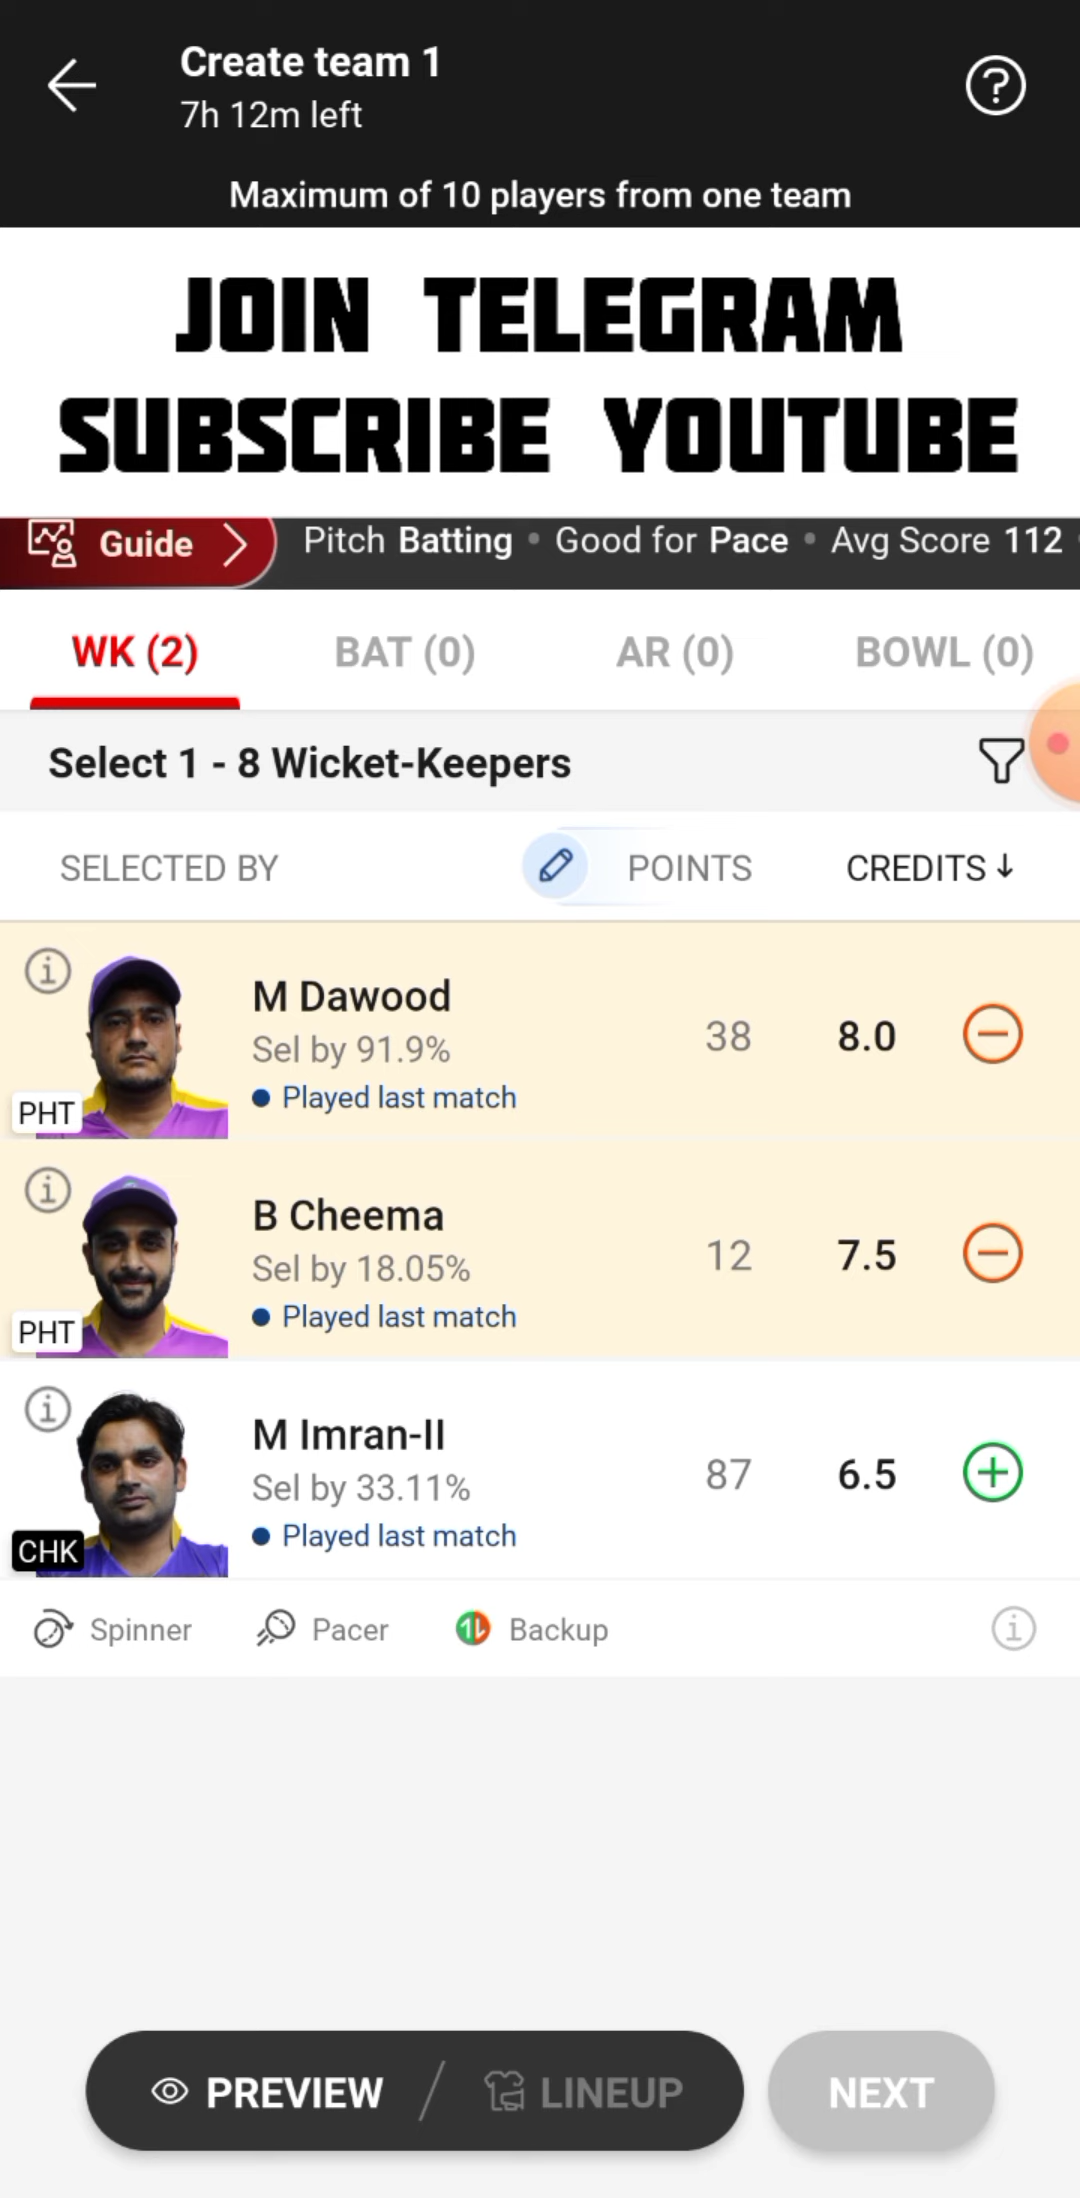 Create team 1
7h 12m left
Maximum of 10 players from one team
JOIN TELEGRAM
SUBSCRIBE YOUTUBE
Guide Pitch Batting • Good for Pace • Avg Score 112
WK (2) BAT (0) AR (0) BOWL (0)
Select 1 - 8 Wicket-Keepers
SELECTED BY POINTS CREDITS↓
M Dawood
Sel by 91.9% 38 8.0
Played last match
PHT
B Cheema
Sel by 18.05% 12 7.5
Played last match
PHT
M Imran-II
Sel by 33.11% 87 6.5
Played last match
CHK
Spinner Pacer Backup
PREVIEW / LINEUP NEXT